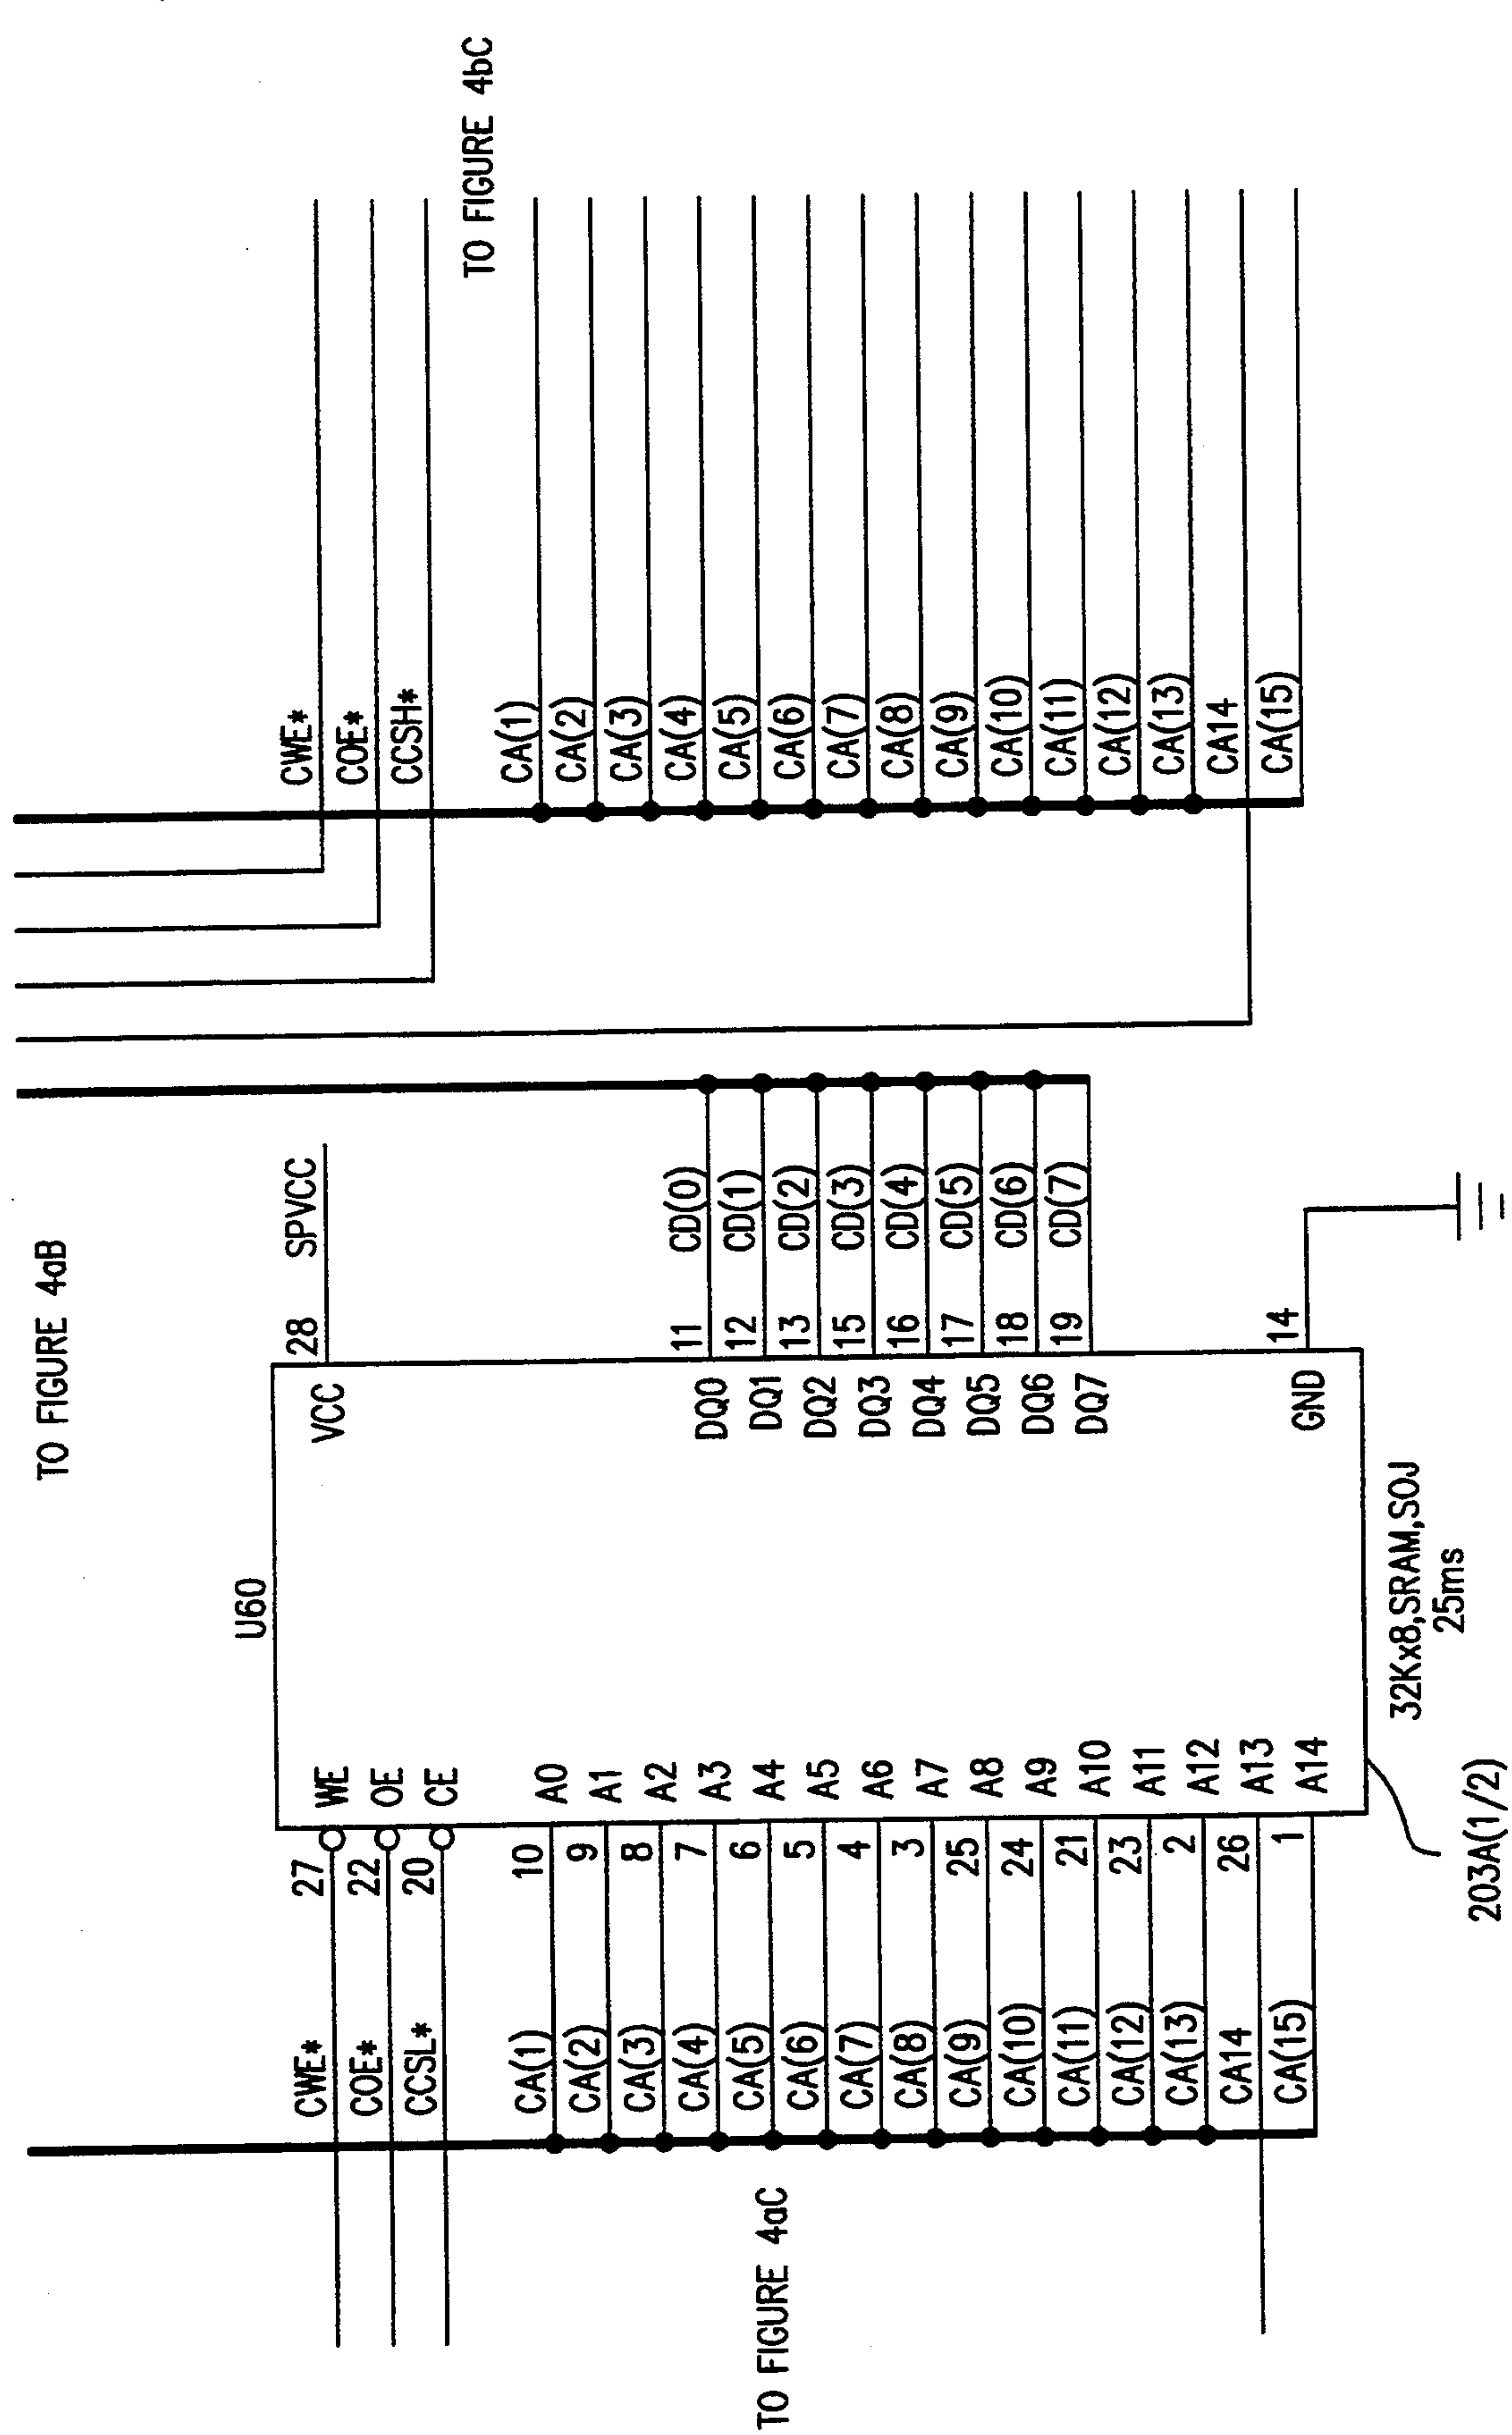 TO FIGURE 4aB
U60
CWE* 27 WE
COE* 22 OE
CCSL* 20 CE
CA(1) 10 A0
CA(2) 9 A1
CA(3) 8 A2
CA(4) 7 A3
CA(5) 6 A4
CA(6) 5 A5
CA(7) 4 A6
CA(8) 3 A7
CA(9) 25 A8
CA(10) 24 A9
CA(11) 21 A10
CA(12) 23 A11
CA(13) 2 A12
CA14 26 A13
CA(15) 1 A14
TO FIGURE 4aC
VCC 28 SPVCC
DQ0 11 CD(0)
DQ1 12 CD(1)
DQ2 13 CD(2)
DQ3 15 CD(3)
DQ4 16 CD(4)
DQ5 17 CD(5)
DQ6 18 CD(6)
DQ7 19 CD(7)
GND 14
32Kx8,SRAM,SOJ
25ms
203A(1/2)
CWE*
COE*
CCSH*
TO FIGURE 4bC
CA(1)
CA(2)
CA(3)
CA(4)
CA(5)
CA(6)
CA(7)
CA(8)
CA(9)
CA(10)
CA(11)
CA(12)
CA(13)
CA14
CA(15)